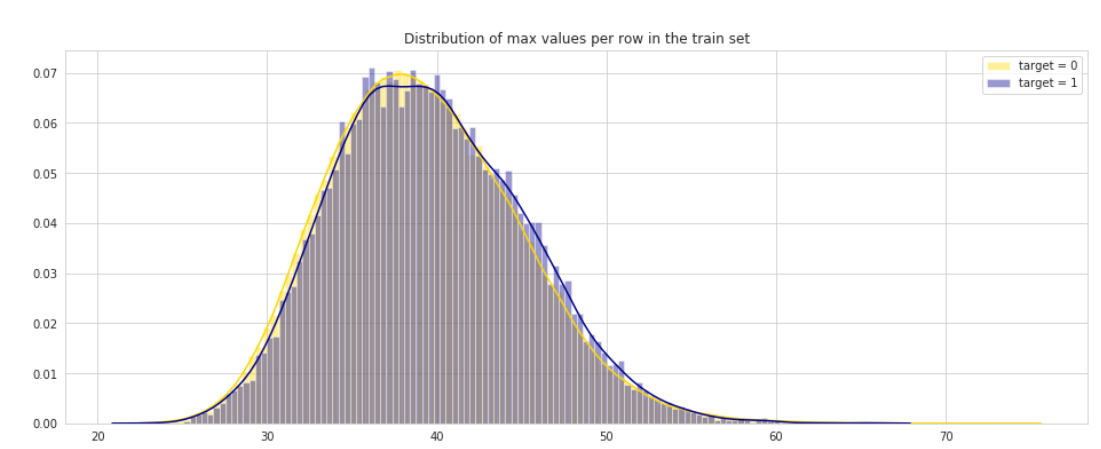 Distribution of max values per row in the train set
target = 0
target = 1
0.07
0.06
0.05
0.04
0.03
0.02
0.01
0.00
20 30 40 50 60 70